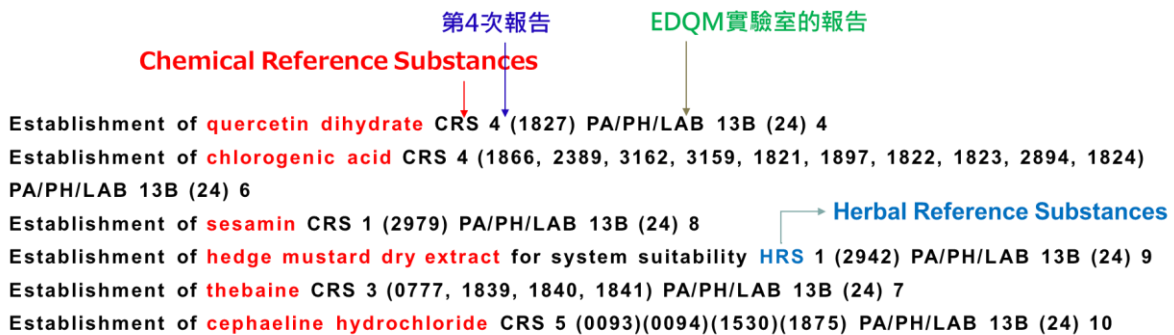 第4次報告
EDQM實驗室的報告
Chemical Reference Substances
Establishment of quercetin dihydrate CRS 4 (1827) PA/PH/LAB 13B (24) 4
Establishment of chlorogenic acid CRS 4 (1866, 2389, 3162, 3159, 1821, 1897, 1822, 1823, 2894, 1824)
PA/PH/LAB 13B (24) 6
Establishment of sesamin CRS 1 (2979) PA/PH/LAB 13B (24) 8
Herbal Reference Substances
Establishment of hedge mustard dry extract for system suitability HRS 1 (2942) PA/PH/LAB 13B (24) 9
Establishment of thebaine CRS 3 (0777, 1839, 1840, 1841) PA/PH/LAB 13B (24) 7
Establishment of cephaeline hydrochloride CRS 5 (0093)(0094)(1530)(1875) PA/PH/LAB 13B (24) 10